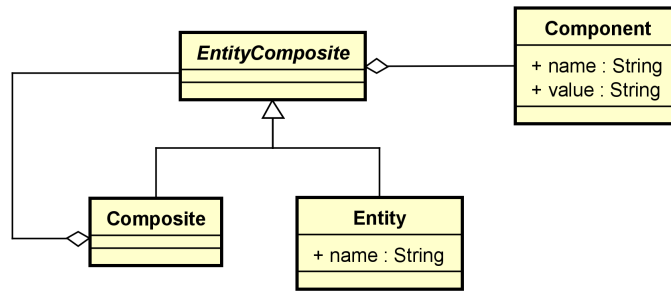 EntityComposite
Component
+ name : String
+ value : String
Composite
Entity
+ name : String